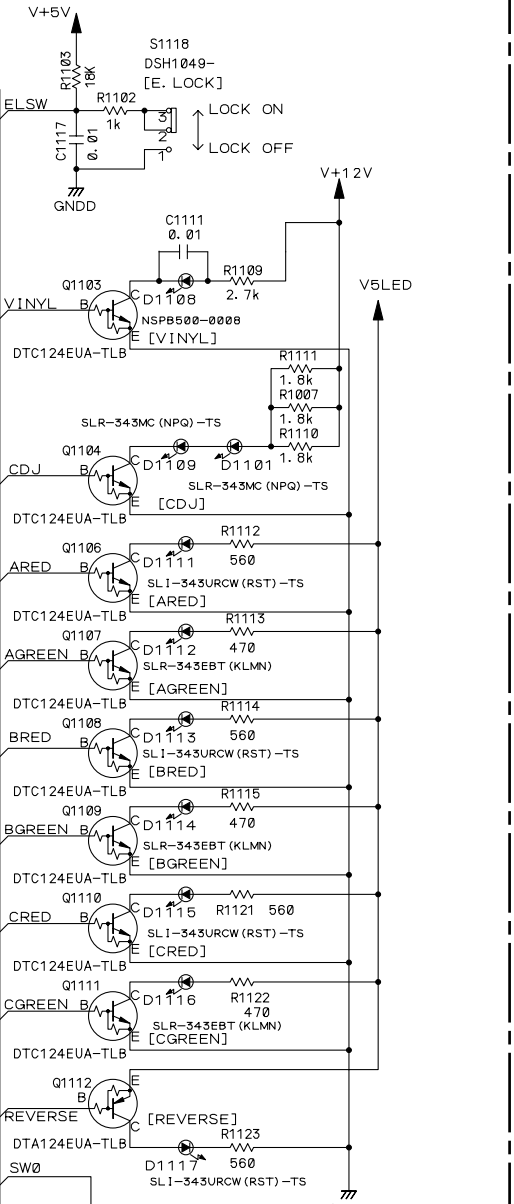 V+5V
S1118
DSH1049-
[E. LOCK]
R1103
18K
R1102
1k
ELSW
C1117
0.01
3
2
1
LOCK ON
LOCK OFF
GNDD
V+12V
C1111
0.01
R1109
2.7k
V5LED
Q1103
C
D1108
VINYL B
NSPB500-0008
E [VINYL]
DTC124EUA-TLB
R1111
1.8k
R1007
1.8k
R1110
1.8k
SLR-343MC(NPQ)-TS
Q1104
C
D1109 D1101
CDJ B
SLR-343MC(NPQ)-TS
E [CDJ]
DTC124EUA-TLB
R1112
560
Q1106
C
D1111
ARED B
SLI-343URCW(RST)-TS
E [ARED]
DTC124EUA-TLB
R1113
470
Q1107
C
D1112
AGREEN B
SLR-343EBT(KLMN)
E [AGREEN]
DTC124EUA-TLB
R1114
560
Q1108
C
D1113
BRED B
SLI-343URCW(RST)-TS
E [BRED]
DTC124EUA-TLB
R1115
470
Q1109
C
D1114
BGREEN B
SLR-343EBT(KLMN)
E [BGREEN]
DTC124EUA-TLB
Q1110
C
D1115 R1121 560
CRED B
SLI-343URCW(RST)-TS
E [CRED]
DTC124EUA-TLB
Q1111
C
D1116 R1122
470
CGREEN B
SLR-343EBT(KLMN)
E [CGREEN]
DTC124EUA-TLB
Q1112
E
B
REVERSE
C [REVERSE]
DTA124EUA-TLB
R1123
560
D1117
SLI-343URCW(RST)-TS
SW0